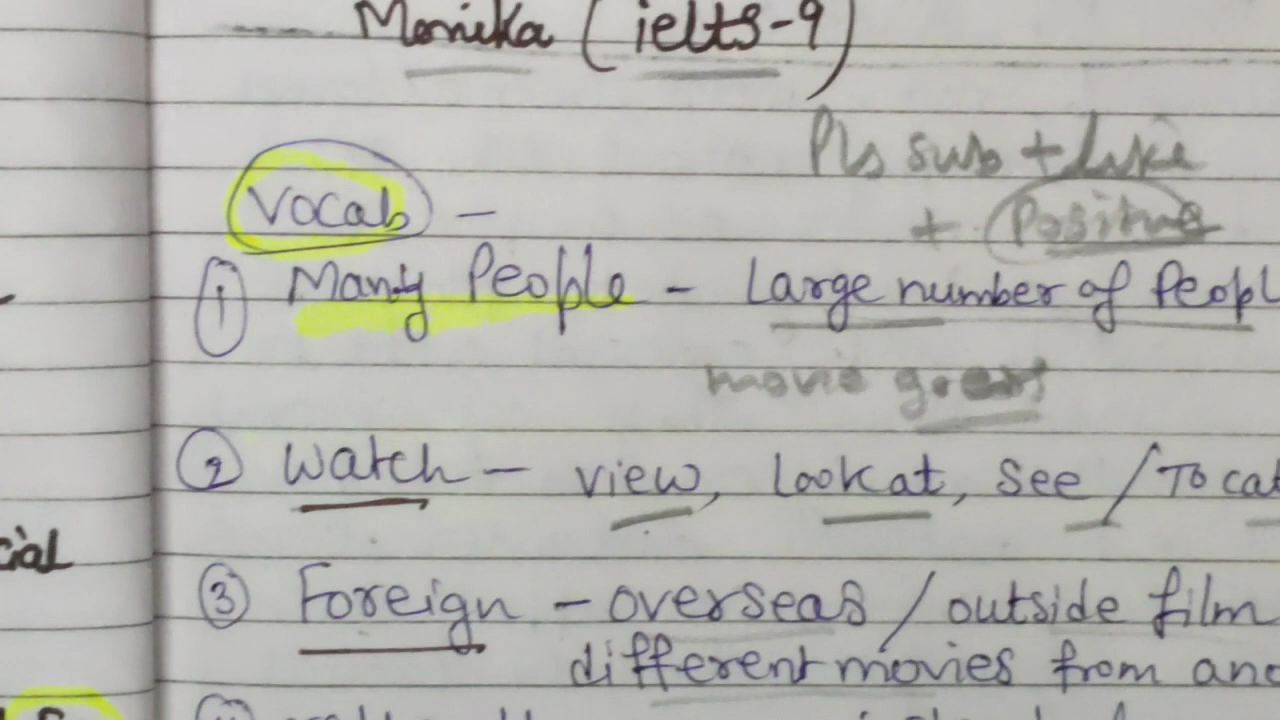 Monika (ielts-9)
Pls sub + like
+ Positive
Vocab -
① Many People - Large number of Peopl
movie goers
② Watch - view, Look at, see / To cat
③ Foreign - overseas / outside film
cial
different movies from ano